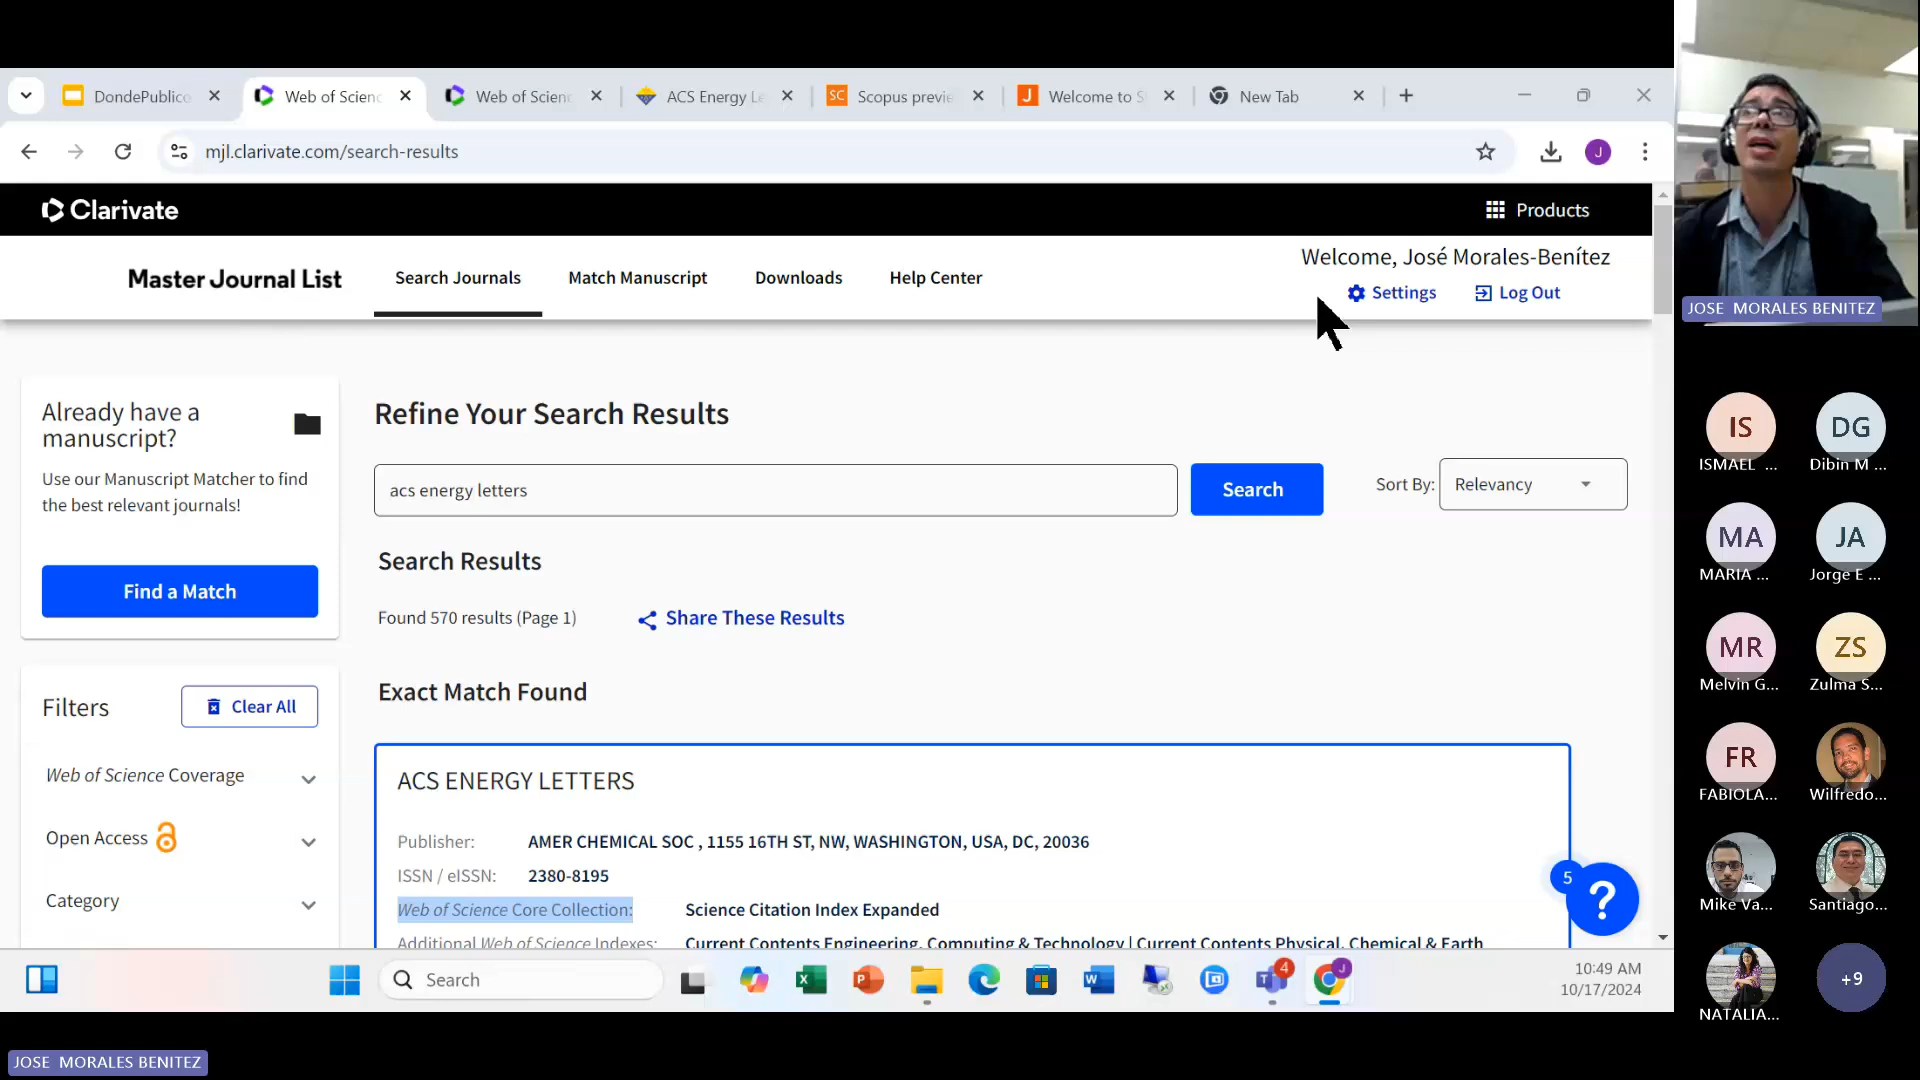 DondePublico
Web of Scienc
Web of Scienc
ACS Energy Le
Scopus previe
Welcome to S
New Tab
mjl.clarivate.com/search-results
J
Clarivate
Products
Master Journal List
Search Journals
Match Manuscript
Downloads
Help Center
Welcome, José Morales-Benítez
Settings
Log Out
Already have a
manuscript?
Use our Manuscript Matcher to find
the best relevant journals!
Find a Match
Filters
Clear All
Web of Science Coverage
Open Access
Category
Refine Your Search Results
acs energy letters
Search
Sort By:
Relevancy
Search Results
Found 570 results (Page 1)
Share These Results
Exact Match Found
ACS ENERGY LETTERS
Publisher: AMER CHEMICAL SOC , 1155 16TH ST, NW, WASHINGTON, USA, DC, 20036
ISSN / eISSN: 2380-8195
Web of Science Core Collection: Science Citation Index Expanded
Additional Web of Science Indexes: Current Contents Engineering, Computing & Technology | Current Contents Physical, Chemical & Earth
5
?
Search
4
J
10:49 AM
10/17/2024
JOSE MORALES BENITEZ
IS
ISMAEL ...
DG
Dibin M ...
MA
MARIA ...
JA
Jorge E ...
MR
Melvin G...
ZS
Zulma S...
FR
FABIOLA...
Wilfredo...
Mike Va...
Santiago...
NATALIA...
+9
JOSE MORALES BENITEZ